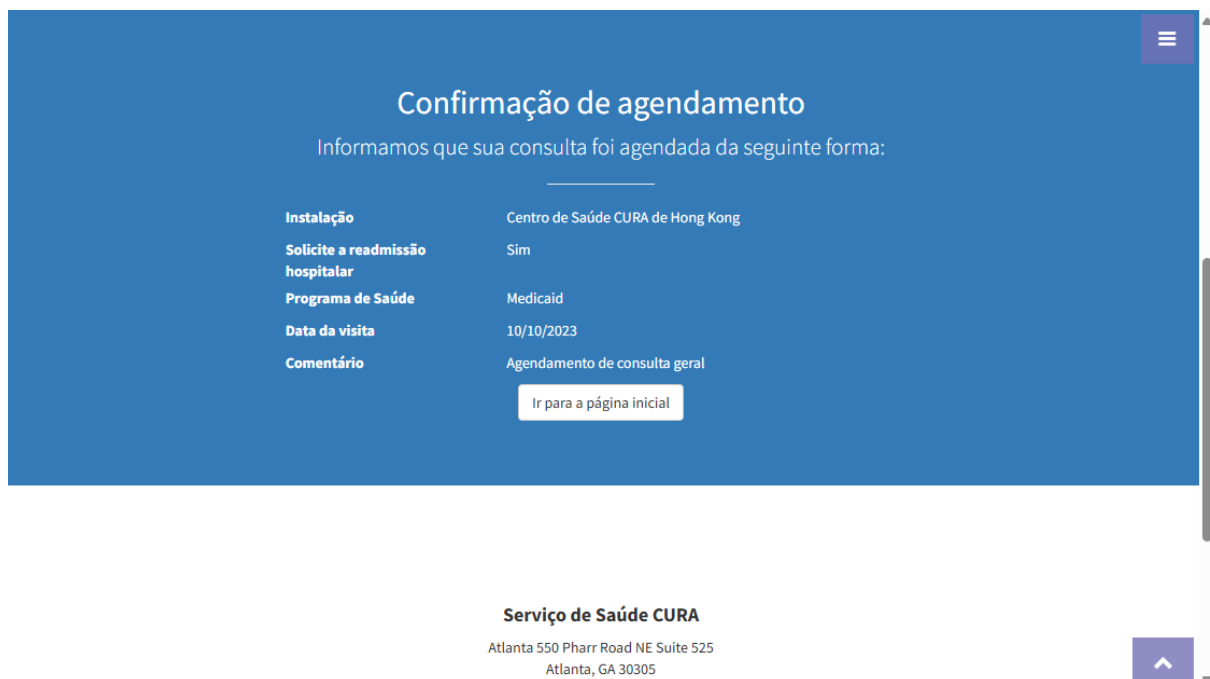 Confirmação de agendamento
Informamos que sua consulta foi agendada da seguinte forma:
Instalação Centro de Saúde CURA de Hong Kong
Solicite a readmissão Sim
hospitalar
Programa de Saúde Medicaid
Data da visita 10/10/2023
Comentário Agendamento de consulta geral
Ir para a página inicial
Serviço de Saúde CURA
Atlanta 550 Pharr Road NE Suite 525
Atlanta, GA 30305